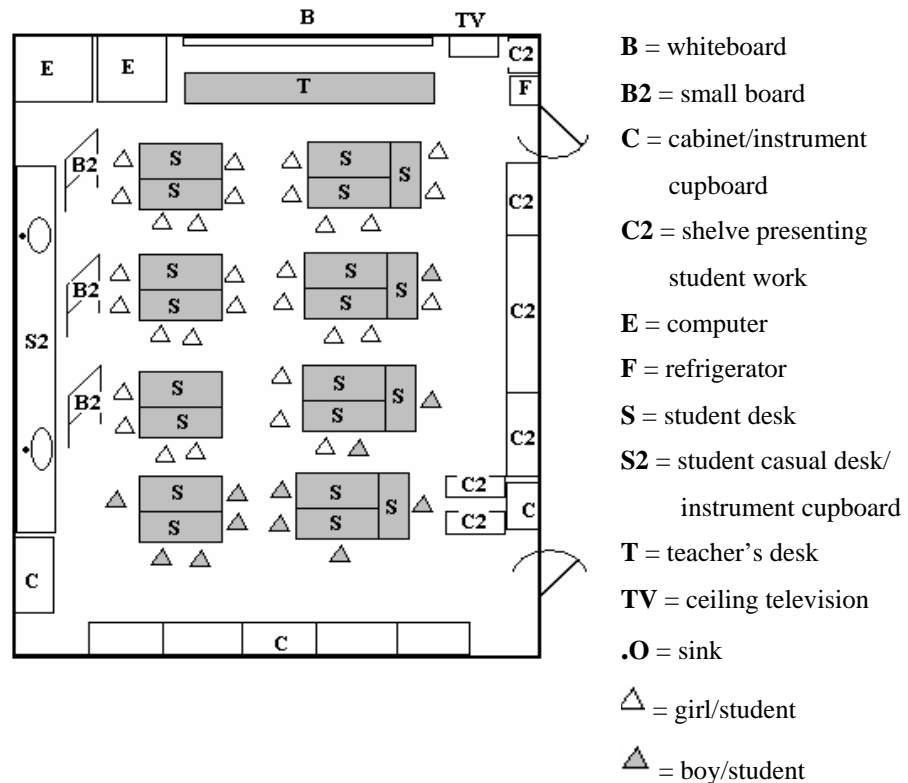 B
TV
E
E
C2
T
F
B2
S
S
S
S
S
C2
B2
S
S
S
S
S
C2
S2
B2
S
S
S
S
S
C2
S
S
S
S
S
C2
C2
C
C
C
B = whiteboard
B2 = small board
C = cabinet/instrument
cupboard
C2 = shelve presenting
student work
E = computer
F = refrigerator
S = student desk
S2 = student casual desk/
instrument cupboard
T = teacher's desk
TV = ceiling television
.O = sink
= girl/student
= boy/student